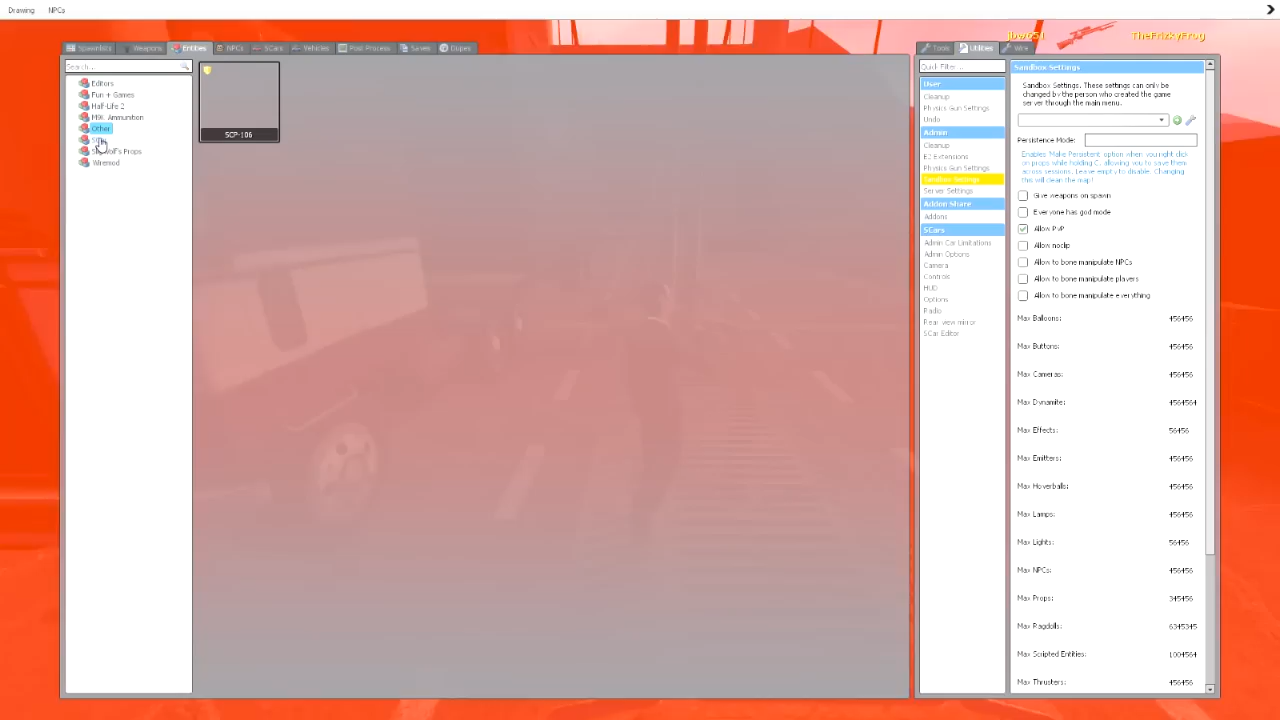 Drawing NPCs
jbw651
TheFrizkyFrog
Spawnlists Weapons Entities NPCs SCars Vehicles Post Process Saves Dupes
Search...
Editors
Fun + Games
Half-Life 2
Other
Wiremod
SCP-106
Tools Utilities Wire
Quick Filter...
User
Cleanup
Physics Gun Settings
Undo
Admin
Cleanup
E2 Extensions
Physics Gun Settings
Sandbox Settings
Server Settings
Addon Share
Addons
SCars
Admin Car Limitations
Admin Options
Camera
Controls
HUD
Options
Radio
Rear view mirror
SCar Editor
Sandbox Settings
Sandbox Settings. These settings can only be
changed by the person who created the game
server through the main menu.
Persistence Mode:
Enables 'Make Persistent' option when you right click
on props while holding C, allowing you to save them
across sessions. Leave empty to disable. Changing
this will clean the map!
Give weapons on spawn
Everyone has god mode
Allow PvP
Allow noclip
Allow to bone manipulate NPCs
Allow to bone manipulate players
Allow to bone manipulate everything
Max Balloons: 456456
Max Buttons: 456456
Max Cameras: 456456
Max Dynamite: 4564564
Max Effects: 56456
Max Emitters: 456456
Max Hoverballs: 456456
Max Lamps: 456456
Max Lights: 56456
Max NPCs: 456456
Max Props: 345456
Max Ragdolls: 6345345
Max Scripted Entities: 1004564
Max Thrusters: 456456